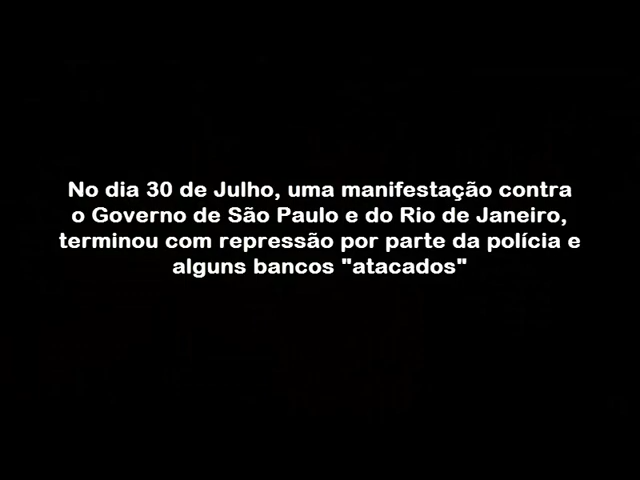 No dia 30 de Julho, uma manifestação contra
o Governo de São Paulo e do Rio de Janeiro,
terminou com repressão por parte da polícia e
alguns bancos "atacados"